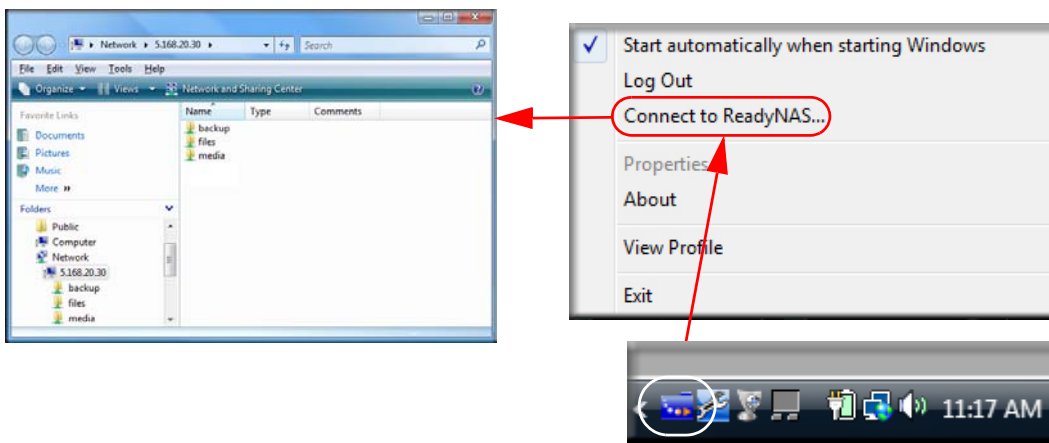 Network ▸ 5.168.20.30 ▸ Search
File Edit View Tools Help
Organize Views Network and Sharing Center
Favorite Links
Documents
Pictures
Music
More »
Folders
Public
Computer
Network
5.168.20.30
backup
files
media
Name Type Comments
backup
files
media
Start automatically when starting Windows
Log Out
Connect to ReadyNAS...
Properties
About
View Profile
Exit
11:17 AM